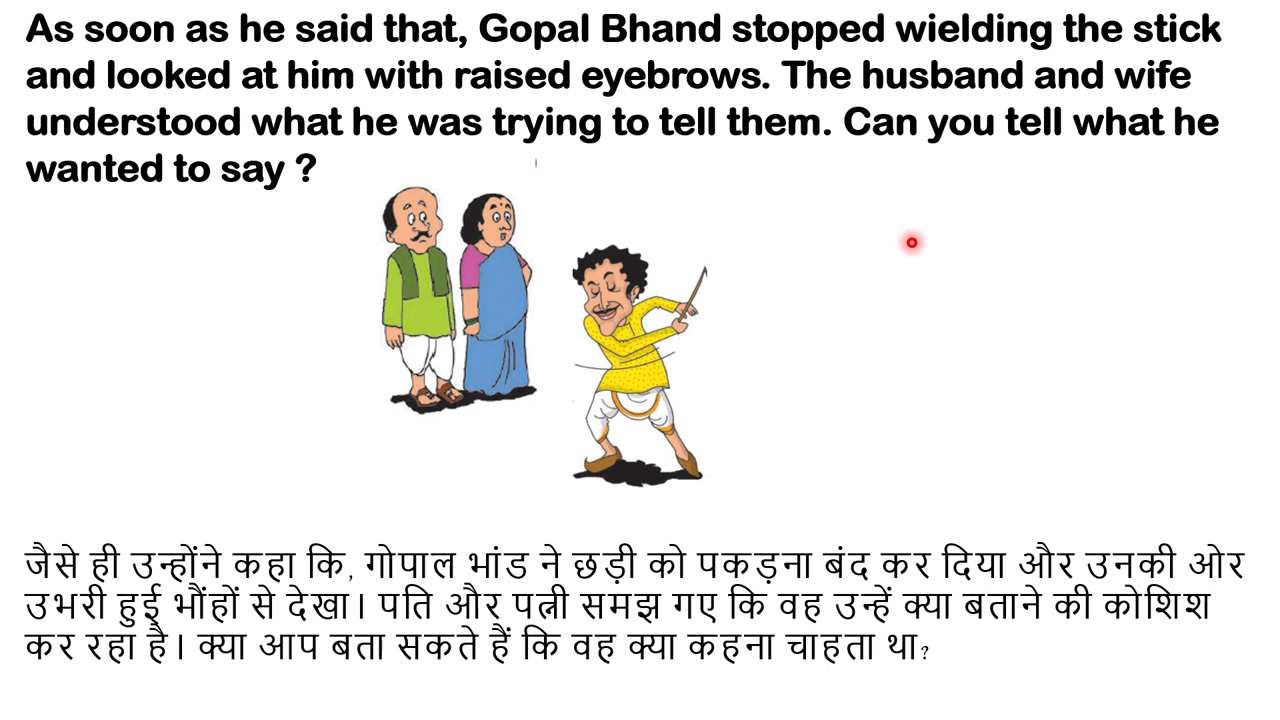 As soon as he said that, Gopal Bhand stopped wielding the stick
and looked at him with raised eyebrows. The husband and wife
understood what he was trying to tell them. Can you tell what he
wanted to say ?
जैसे ही उन्होंने कहा कि, गोपाल भांड ने छड़ी को पकड़ना बंद कर दिया और उनकी ओर
उभरी हुई भौंहों से देखा। पति और पत्नी समझ गए कि वह उन्हें क्या बताने की कोशिश
कर रहा है। क्या आप बता सकते हैं कि वह क्या कहना चाहता था?